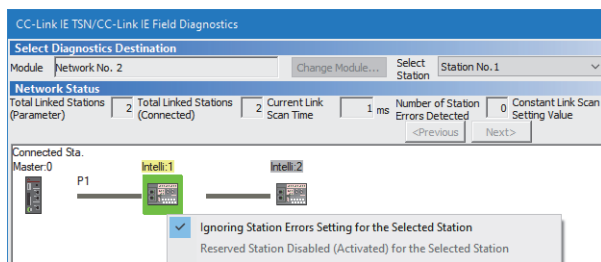 CC-Link IE TSN/CC-Link IE Field Diagnostics
Select Diagnostics Destination
Module Network No. 2 Change Module... Select Station Station No.1
Network Status
Total Linked Stations (Parameter) 2 Total Linked Stations (Connected) 2 Current Link Scan Time 1 ms Number of Station Errors Detected 0 Constant Link Scan Setting Value
<Previous Next>
Connected Sta.
Master:0 Intelli:1 Intelli:2
P1
Ignoring Station Errors Setting for the Selected Station
Reserved Station Disabled (Activated) for the Selected Station